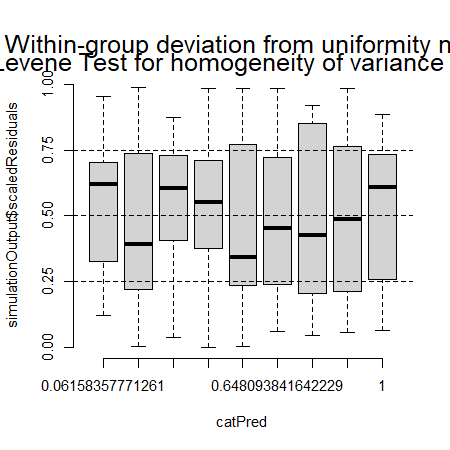 Within-group deviation from uniformity n
Levene Test for homogeneity of variance
simulationOutput$scaledResiduals
0.00
0.25
0.50
0.75
1.00
0.06158357771261
0.648093841642229
1
catPred